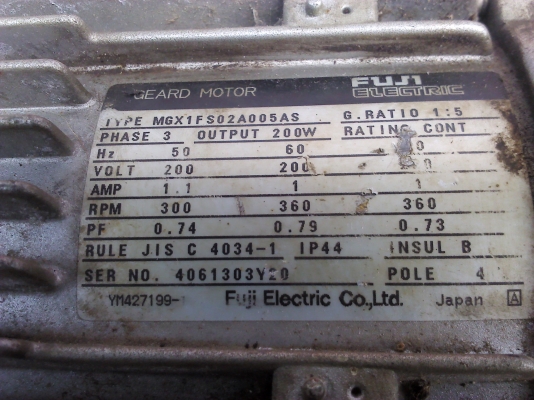 GEARD MOTOR FUJI ELECTRIC
TYPE MGX1FS02A005AS G.RATIO 1:5
PHASE 3 OUTPUT 200W RATING CONT
Hz 50 60
VOLT 200 200
AMP 1.1 1 1
RPM 300 360 360
PF 0.74 0.79 0.73
RULE JIS C 4034-1 IP44 INSUL B
SER NO. 4061303Y20 POLE 4
YM427199- Fuji Electric Co.,Ltd. Japan A